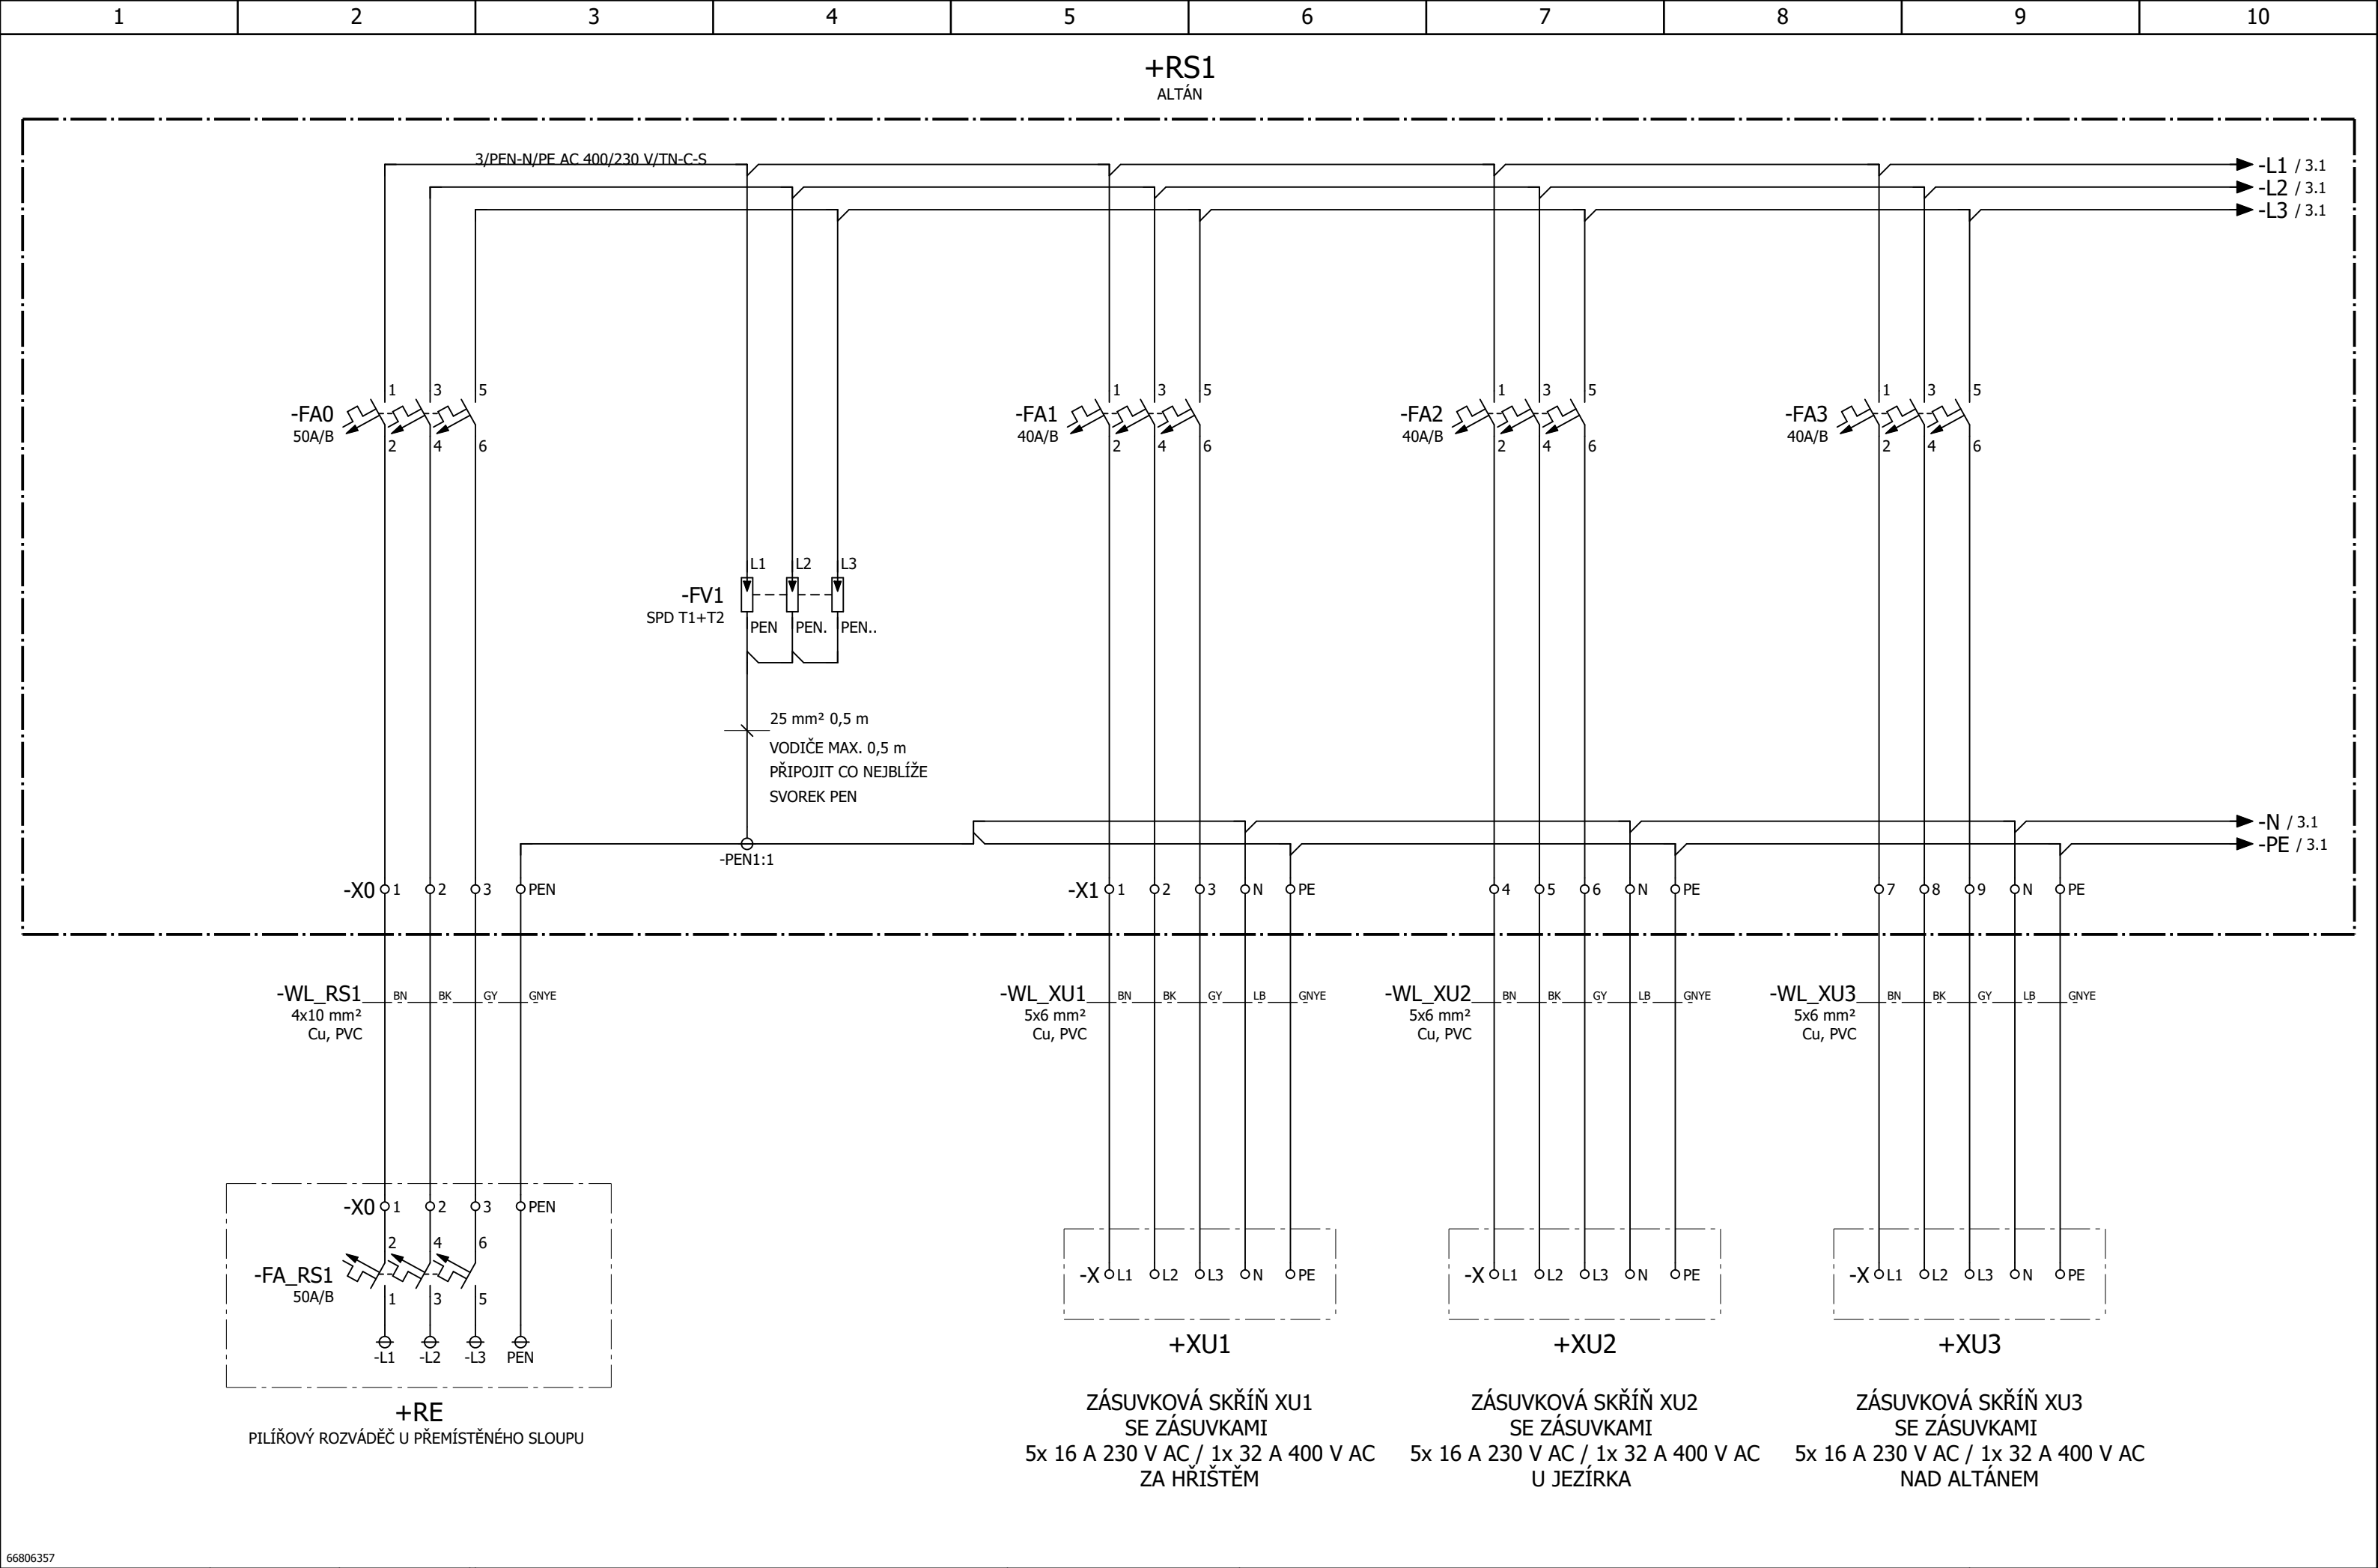 1 2 3 4 5 6 7 8 9 10
+RS1
ALTÁN
3/PEN-N/PE AC 400/230 V/TN-C-S
-L1 / 3.1
-L2 / 3.1
-L3 / 3.1
1 3 5
-FA0
50A/B
2 4 6
1 3 5
-FA1
40A/B
2 4 6
1 3 5
-FA2
40A/B
2 4 6
1 3 5
-FA3
40A/B
2 4 6
L1 L2 L3
-FV1
SPD T1+T2
PEN PEN. PEN..
25 mm² 0,5 m
VODIČE MAX. 0,5 m
PŘIPOJIT CO NEJBLÍŽE
SVOREK PEN
-PEN1:1
-N / 3.1
-PE / 3.1
-X0 1 2 3 PEN
-X1 1 2 3 N PE
4 5 6 N PE
7 8 9 N PE
-WL_RS1 BN BK GY GNYE
4x10 mm²
Cu, PVC
-WL_XU1 BN BK GY LB GNYE
5x6 mm²
Cu, PVC
-WL_XU2 BN BK GY LB GNYE
5x6 mm²
Cu, PVC
-WL_XU3 BN BK GY LB GNYE
5x6 mm²
Cu, PVC
-X0 1 2 3 PEN
2 4 6
-FA_RS1
50A/B
1 3 5
-L1 -L2 -L3 PEN
+RE
PILÍŘOVÝ ROZVÁDĚČ U PŘEMÍSTĚNÉHO SLOUPU
-X L1 L2 L3 N PE
+XU1
ZÁSUVKOVÁ SKŘÍŇ XU1
SE ZÁSUVKAMI
5x 16 A 230 V AC / 1x 32 A 400 V AC
ZA HŘIŠTĚM
-X L1 L2 L3 N PE
+XU2
ZÁSUVKOVÁ SKŘÍŇ XU2
SE ZÁSUVKAMI
5x 16 A 230 V AC / 1x 32 A 400 V AC
U JEZÍRKA
-X L1 L2 L3 N PE
+XU3
ZÁSUVKOVÁ SKŘÍŇ XU3
SE ZÁSUVKAMI
5x 16 A 230 V AC / 1x 32 A 400 V AC
NAD ALTÁNEM
66806357